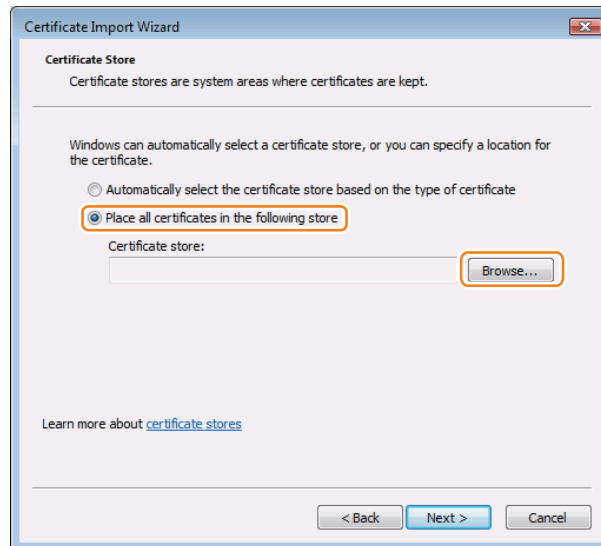 Certificate Import Wizard
Certificate Store
Certificate stores are system areas where certificates are kept.
Windows can automatically select a certificate store, or you can specify a location for
the certificate.
Automatically select the certificate store based on the type of certificate
Place all certificates in the following store
Certificate store:
Browse...
Learn more about certificate stores
< Back Next > Cancel